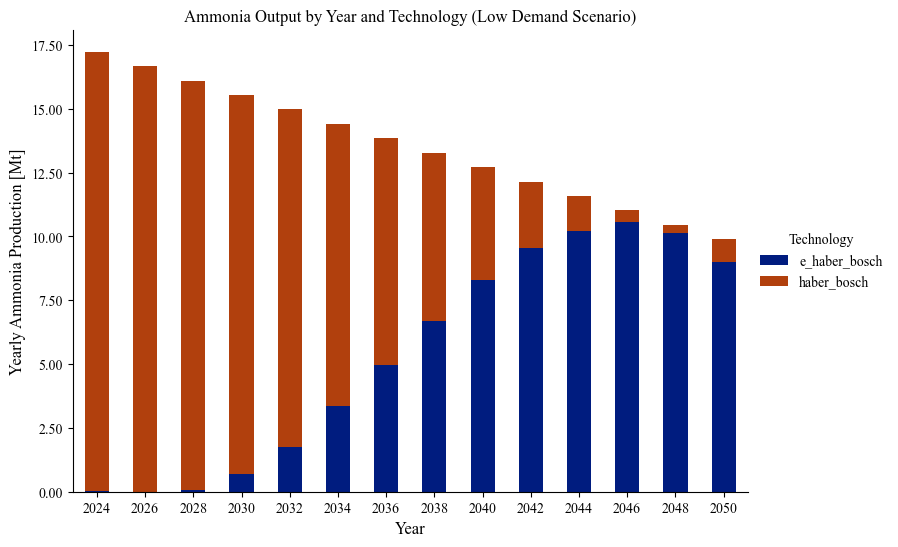 Ammonia Output by Year and Technology (Low Demand Scenario)
Yearly Ammonia Production [Mt]
17.50
15.00
12.50
10.00
7.50
5.00
2.50
0.00
2024 2026 2028 2030 2032 2034 2036 2038 2040 2042 2044 2046 2048 2050
Year
Technology
e_haber_bosch
haber_bosch